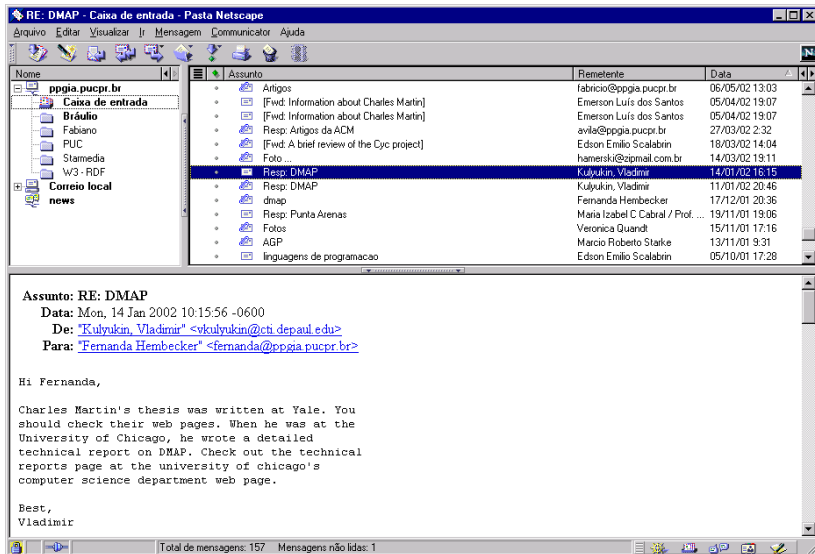 RE: DMAP - Caixa de entrada - Pasta Netscape
Arquivo Editar Visualizar Ir Mensagem Communicator Ajuda
Nome Assunto Remetente Data
ppgia.pucpr.br
Caixa de entrada
Bráulio
Fabiano
PUC
Starmedia
W3 - RDF
Correio local
news
Artigos fabricio@ppgia.pucpr.br 06/05/02 13:03
[Fwd: Information about Charles Martin] Emerson Luís dos Santos 05/04/02 19:07
[Fwd: Information about Charles Martin] Emerson Luís dos Santos 05/04/02 19:07
Resp: Artigos da ACM avila@ppgia.pucpr.br 27/03/02 2:32
[Fwd: A brief review of the Cyc project] Edson Emilio Scalabrin 18/03/02 14:04
Foto ... hamerski@zipmail.com.br 14/03/02 19:11
Resp: DMAP Kulyukin, Vladimir 14/01/02 16:15
Resp: DMAP Kulyukin, Vladimir 11/01/02 20:46
dmap Fernanda Hembecker 17/12/01 20:36
Resp: Punta Arenas Maria Izabel C Cabral / Prof. ... 19/11/01 19:06
Fotos Veronica Quandt 15/11/01 17:16
AGP Marcio Roberto Starke 13/11/01 9:31
linguagens de programacao Edson Emilio Scalabrin 05/10/01 17:28
Assunto: RE: DMAP
Data: Mon, 14 Jan 2002 10:15:56 -0600
De: "Kulyukin, Vladimir" <vkulyukin@cti.depaul.edu>
Para: "Fernanda Hembecker" <fernanda@ppgia.pucpr.br>
Hi Fernanda,
Charles Martin's thesis was written at Yale. You
should check their web pages. When he was at the
University of Chicago, he wrote a detailed
technical report on DMAP. Check out the technical
reports page at the university of chicago's
computer science department web page.
Best,
Vladimir
Total de mensagens: 157 Mensagens não lidas: 1